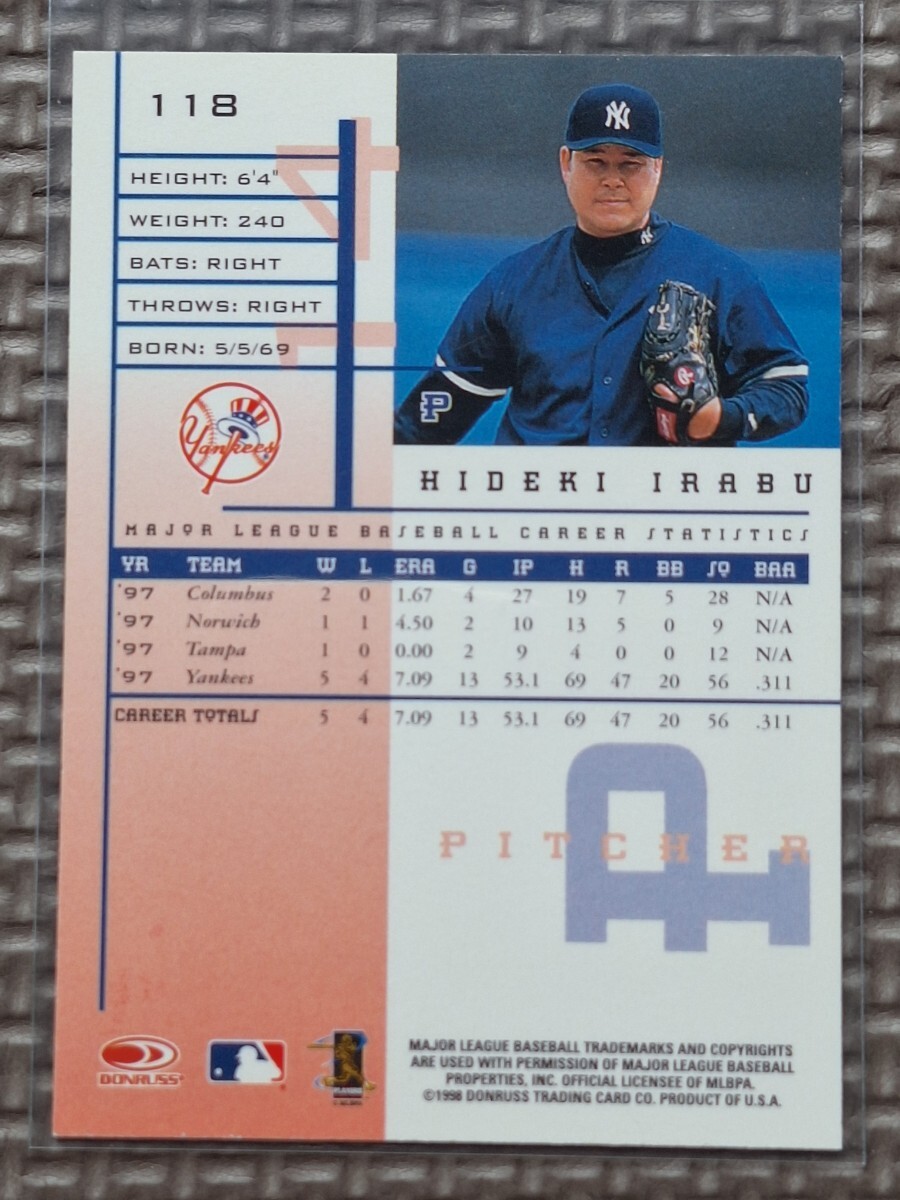 118
14
HEIGHT: 6'4"
WEIGHT: 240
BATS: RIGHT
THROWS: RIGHT
BORN: 5/5/69
NY
NY
P
Yankees
HIDEKI IRABU
MAJOR LEAGUE BASEBALL CAREER STATISTICS
YR TEAM W L ERA G IP H R BB SO BAA
'97 Columbus 2 0 1.67 4 27 19 7 5 28 N/A
'97 Norwich 1 1 4.50 2 10 13 5 0 9 N/A
'97 Tampa 1 0 0.00 2 9 4 0 0 12 N/A
'97 Yankees 5 4 7.09 13 53.1 69 47 20 56 .311
CAREER TOTALS 5 4 7.09 13 53.1 69 47 20 56 .311
PITCHER
P
DONRUSS
MAJOR LEAGUE BASEBALL TRADEMARKS AND COPYRIGHTS
ARE USED WITH PERMISSION OF MAJOR LEAGUE BASEBALL
PROPERTIES, INC. OFFICIAL LICENSEE OF MLBPA.
©1998 DONRUSS TRADING CARD CO. PRODUCT OF U.S.A.